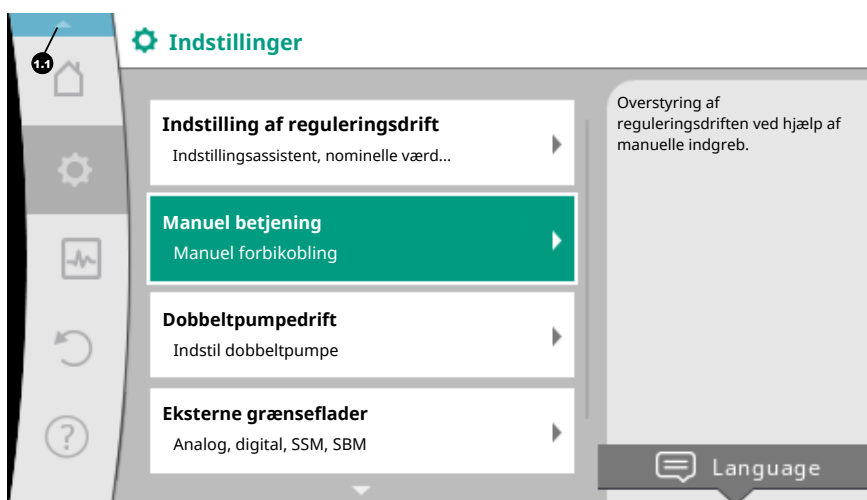 Indstillinger
1.1
Indstilling af reguleringsdrift
Indstillingsassistent, nominelle værd...
Manuel betjening
Manuel forbikobling
Dobbeltpumpedrift
Indstil dobbeltpumpe
Eksterne grænseflader
Analog, digital, SSM, SBM
Overstyring af
reguleringsdriften ved hjælp af
manuelle indgreb.
?
Language